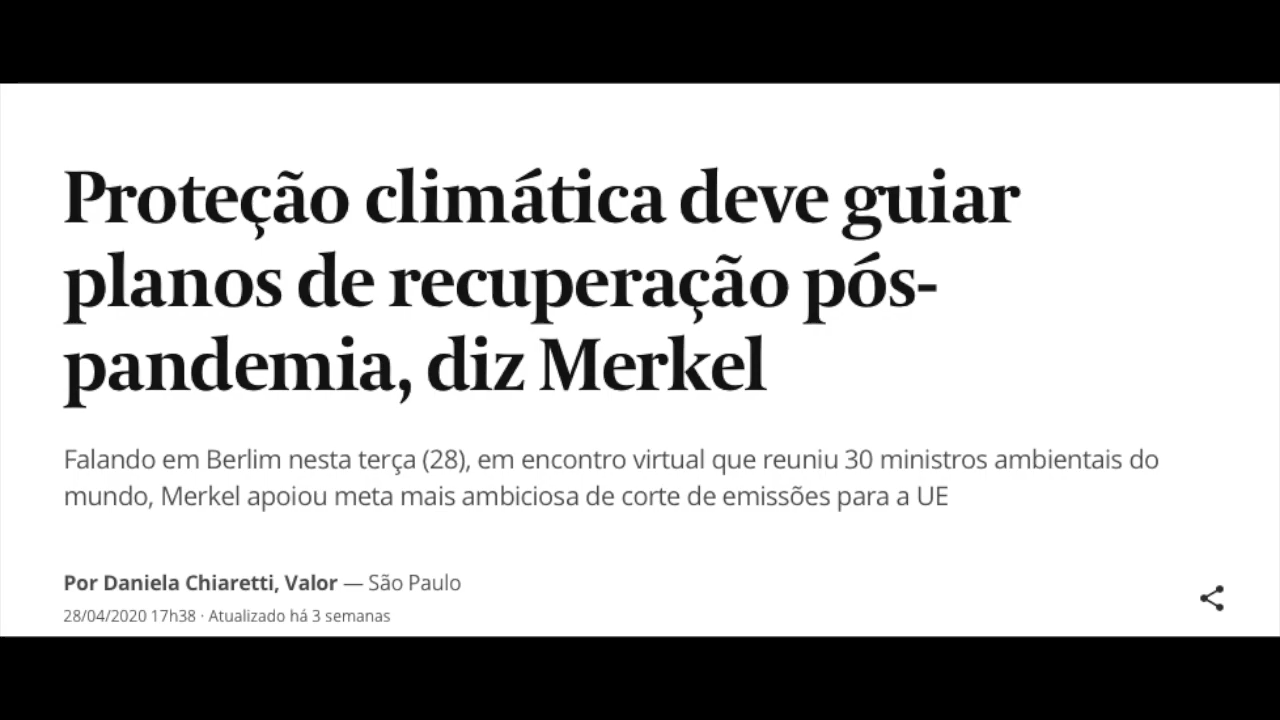 Proteção climática deve guiar
planos de recuperação pós-
pandemia, diz Merkel
Falando em Berlim nesta terça (28), em encontro virtual que reuniu 30 ministros ambientais do
mundo, Merkel apoiou meta mais ambiciosa de corte de emissões para a UE
Por Daniela Chiaretti, Valor — São Paulo
28/04/2020 17h38 · Atualizado há 3 semanas